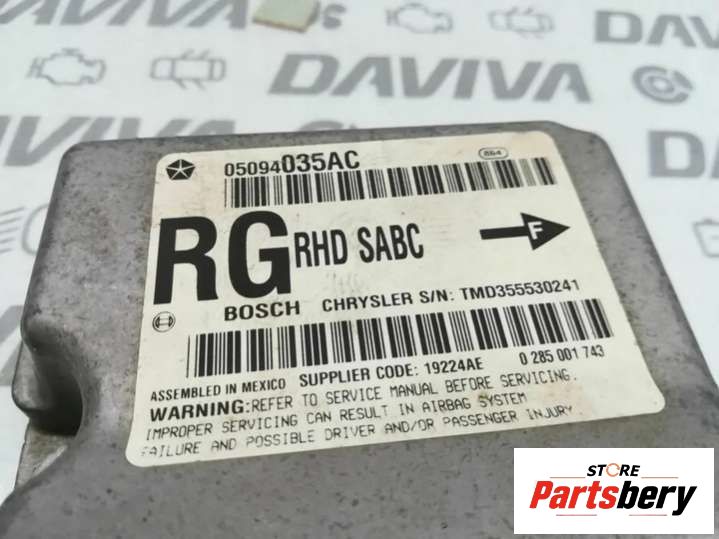 DAVIVA
DAVIVA
05094035AC
864
RG RHD SABC F
BOSCH CHRYSLER S/N: TMD355530241
ASSEMBLED IN MEXICO SUPPLIER CODE: 19224AE 0 285 001 743
WARNING:REFER TO SERVICE MANUAL BEFORE SERVICING.
IMPROPER SERVICING CAN RESULT IN AIRBAG SYSTEM
FAILURE AND POSSIBLE DRIVER AND/OR PASSENGER INJURY
STORE
Partsbery